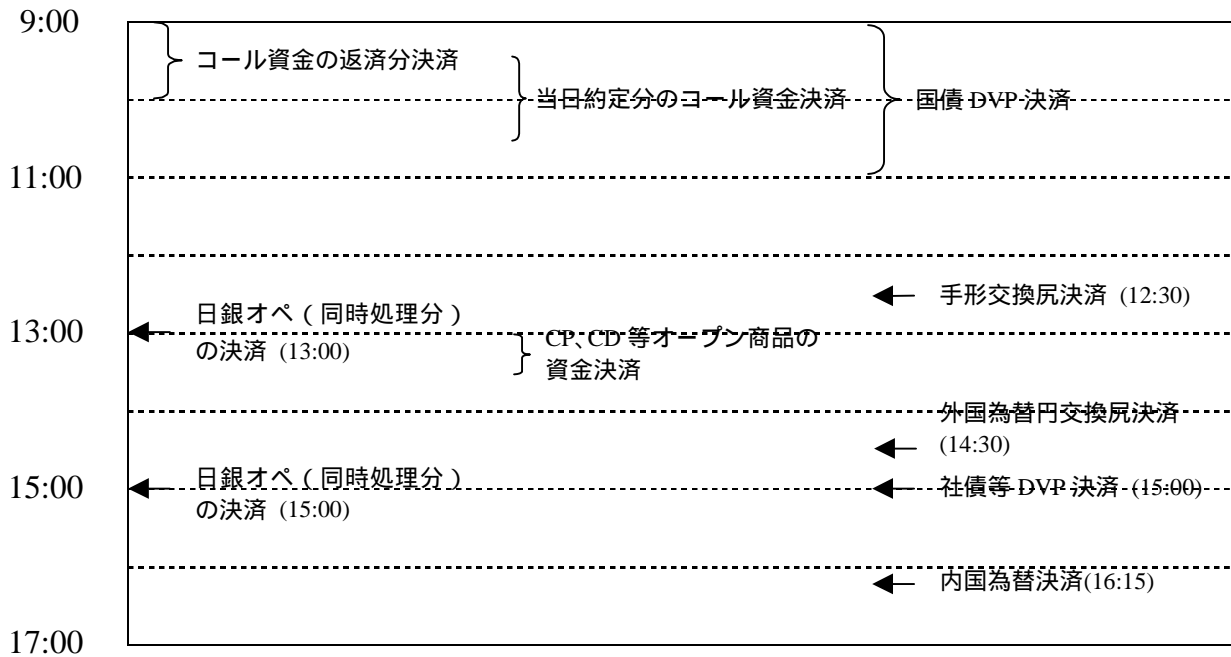 9:00
コール資金の返済分決済
当日約定分のコール資金決済
国債 DVP 決済
11:00
手形交換尻決済 (12:30)
日銀オペ（同時処理分）
の決済 (13:00)
13:00
CP、CD 等オープン商品の
資金決済
外国為替円交換尻決済
(14:30)
日銀オペ（同時処理分）
の決済 (15:00)
15:00
社債等 DVP 決済 (15:00)
内国為替決済(16:15)
17:00